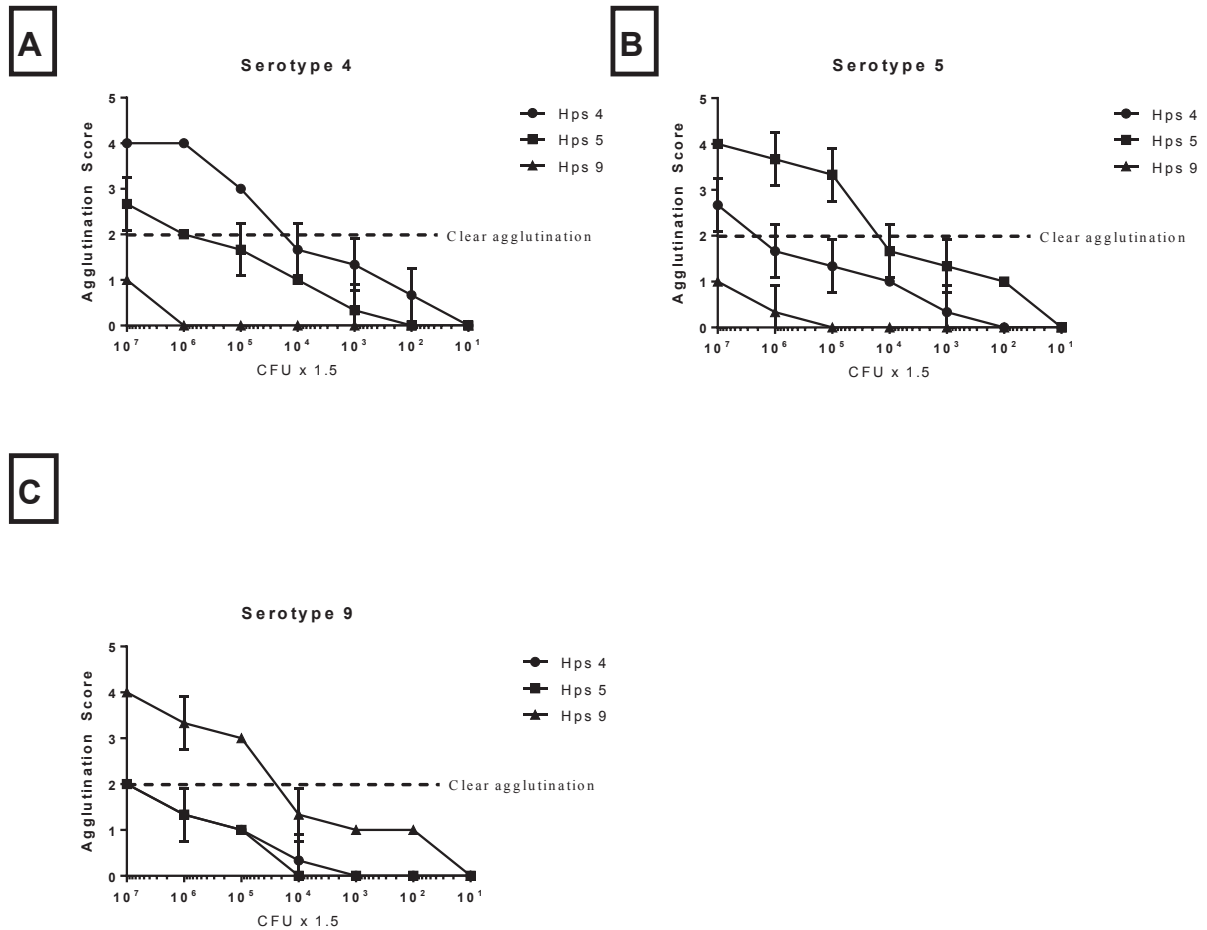 A
Serotype 4
Agglutination Score
5
4
3
2
1
0
Hps 4
Hps 5
Hps 9
Clear agglutination
10⁷ 10⁶ 10⁵ 10⁴ 10³ 10² 10¹
CFU x 1.5
B
Serotype 5
Agglutination Score
5
4
3
2
1
0
Hps 4
Hps 5
Hps 9
Clear agglutination
10⁷ 10⁶ 10⁵ 10⁴ 10³ 10² 10¹
CFU x 1.5
C
Serotype 9
Agglutination Score
5
4
3
2
1
0
Hps 4
Hps 5
Hps 9
Clear agglutination
10⁷ 10⁶ 10⁵ 10⁴ 10³ 10² 10¹
CFU x 1.5